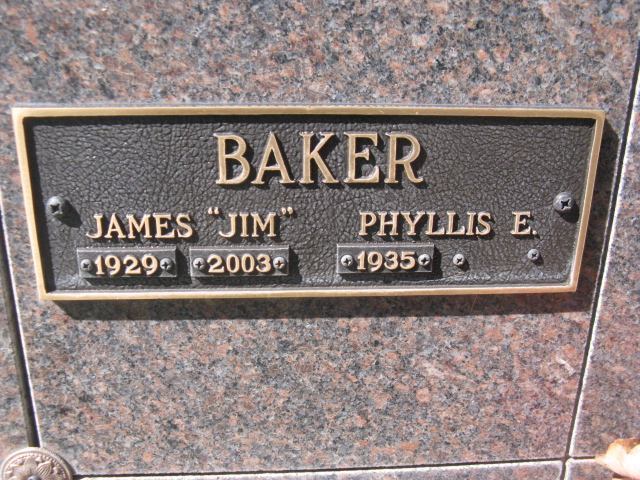 BAKER
JAMES "JIM" PHYLLIS E.
1929 2003 1935